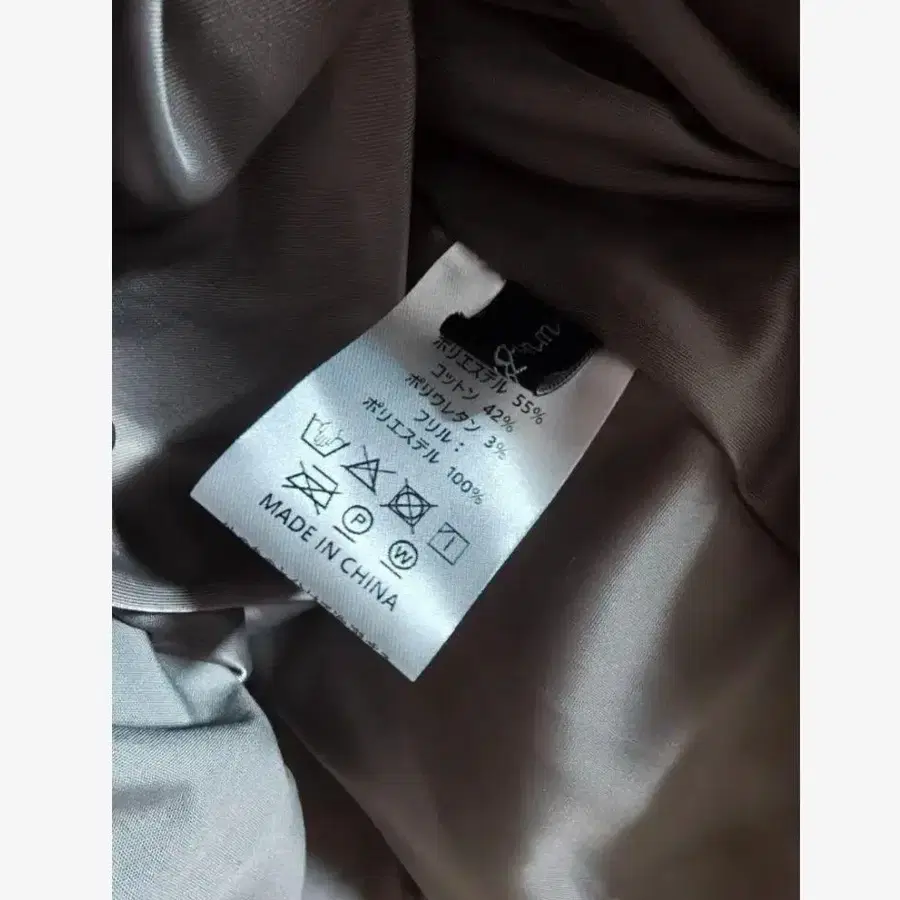 ポリエステル 55%
コットン 42%
ポリウレタン 3%
フリル：
ポリエステル 100%
P
W
MADE IN CHINA